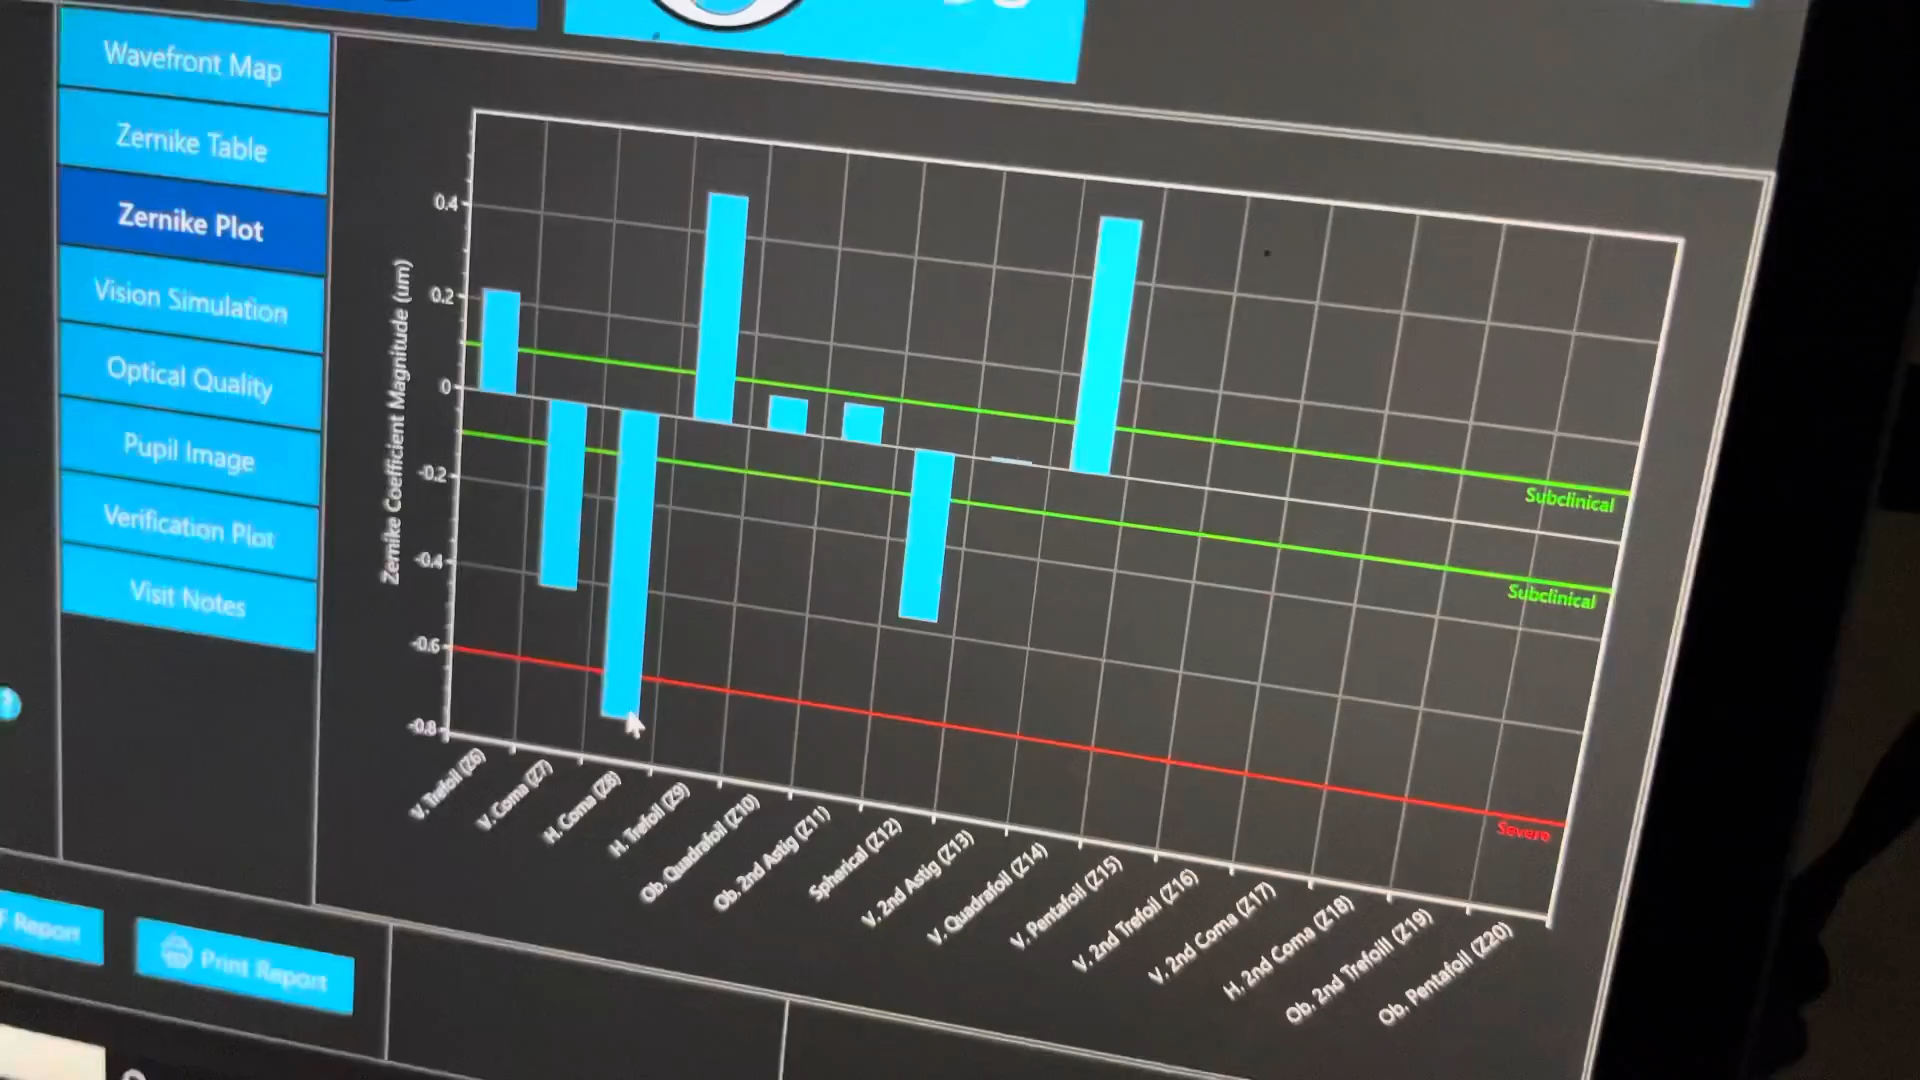 Wavefront Map
Zernike Table
Zernike Plot
Vision Simulation
Optical Quality
Pupil Image
Verification Plot
Visit Notes
Zernike Coefficient Magnitude (um)
0.4
0.2
0
-0.2
-0.4
-0.6
-0.8
Subclinical
Subclinical
Severe
V. Trefoil (Z6)
V. Coma (Z7)
H. Coma (Z8)
H. Trefoil (Z9)
Ob. Quadrafoil (Z10)
Ob. 2nd Astig (Z11)
Spherical (Z12)
V. 2nd Astig (Z13)
V. Quadrafoil (Z14)
V. Pentafoil (Z15)
V. 2nd Trefoil (Z16)
V. 2nd Coma (Z17)
H. 2nd Coma (Z18)
Ob. 2nd Trefoill (Z19)
Ob. Pentafoil (Z20)
F Report
Print Report